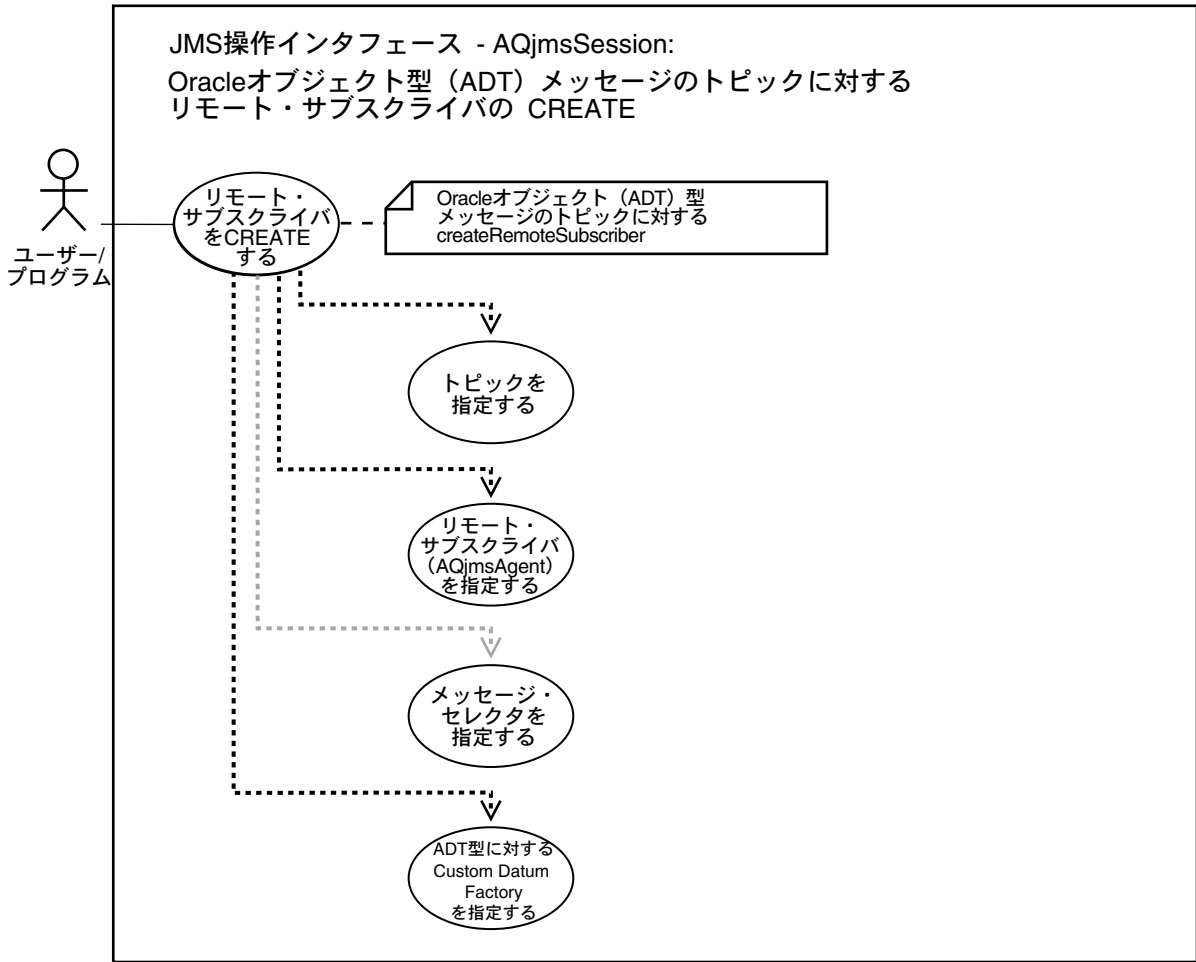 JMS操作インタフェース - AQjmsSession:
Oracleオブジェクト型（ADT）メッセージのトピックに対する
リモート・サブスクライバの CREATE
ユーザー/
プログラム
リモート・
サブスクライバ
をCREATE
する
Oracleオブジェクト（ADT）型
メッセージのトピックに対する
createRemoteSubscriber
トピックを
指定する
リモート・
サブスクライバ
（AQjmsAgent）
を指定する
メッセージ・
セレクタを
指定する
ADT型に対する
Custom Datum
Factory
を指定する